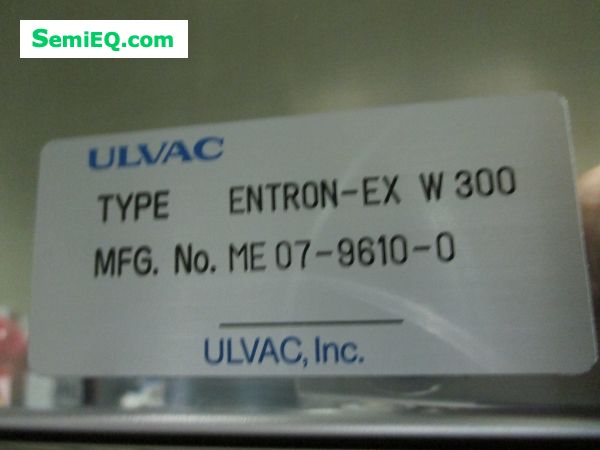 SemiEQ.com
ULVAC
TYPE ENTRON-EX W 300
MFG. No. ME 07-9610-0
ULVAC, Inc.